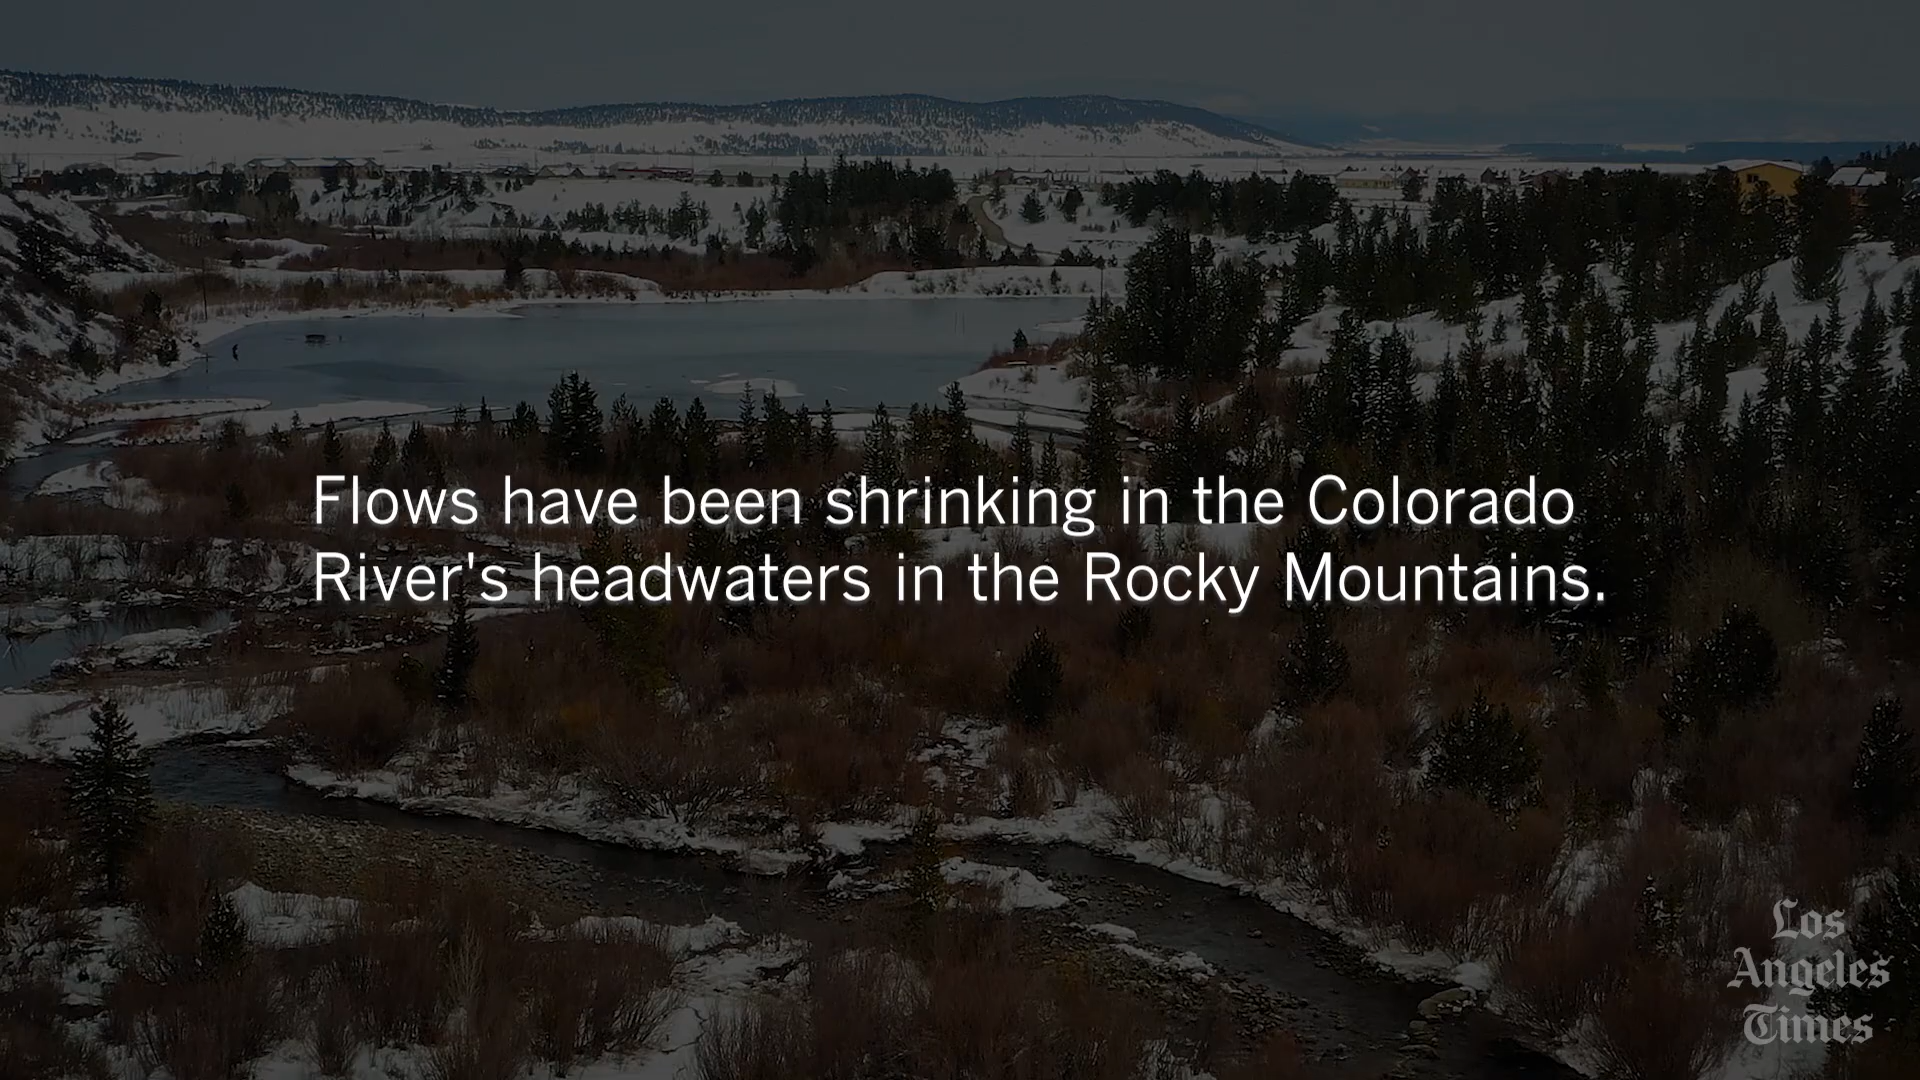 Flows have been shrinking in the Colorado
River's headwaters in the Rocky Mountains.
Los
Angeles
Times